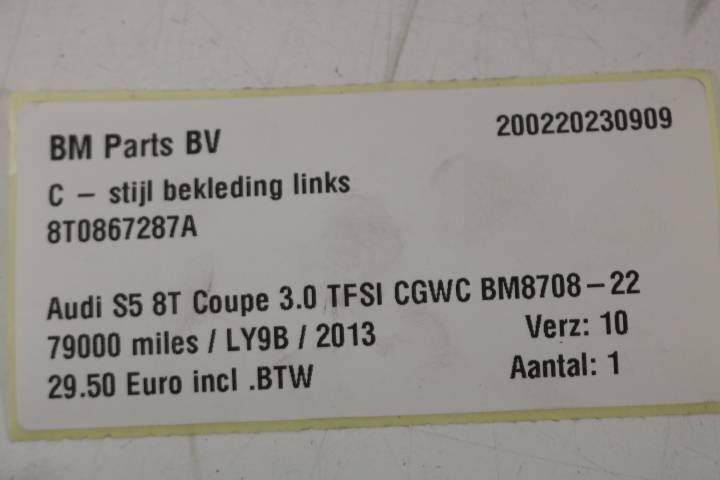 BM Parts BV 200220230909
C – stijl bekleding links
8T0867287A
Audi S5 8T Coupe 3.0 TFSI CGWC BM8708–22
79000 miles / LY9B / 2013 Verz: 10
29.50 Euro incl .BTW Aantal: 1